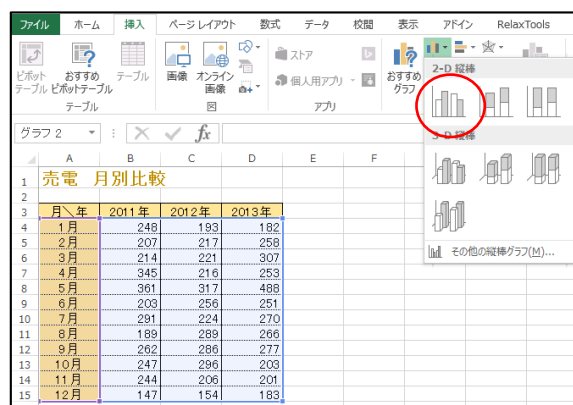 ファイル ホーム 挿入 ページ レイアウト 数式 データ 校閲 表示 アドイン RelaxTools
ピボット テーブル おすすめ ピボットテーブル テーブル 画像 オンライン 画像 ストア 個人用アプリ おすすめ グラフ
テーブル 図 アプリ
2-D 縦棒
3-D 縦棒
その他の縦棒グラフ(M)...
グラフ 2 fx
A B C D E F
1 売電 月別比較
2
3 月＼年 2011年 2012年 2013年
4 1月 248 193 182
5 2月 207 217 258
6 3月 214 221 307
7 4月 345 216 253
8 5月 361 317 488
9 6月 203 256 251
10 7月 291 224 270
11 8月 189 289 266
12 9月 262 286 277
13 10月 247 296 203
14 11月 244 206 201
15 12月 147 154 183